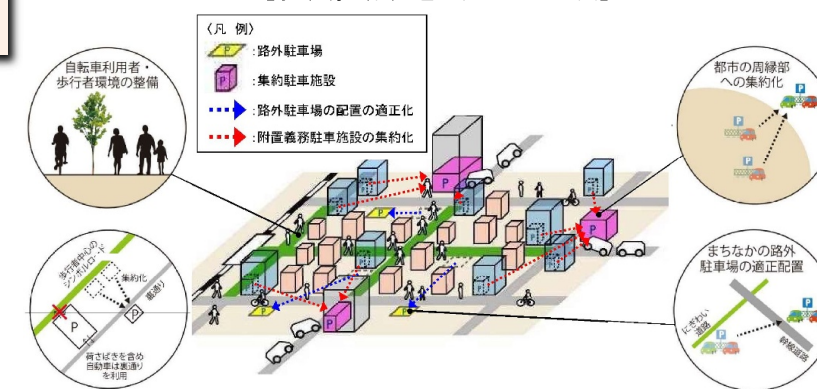 〈凡 例〉
P :路外駐車場
P :集約駐車施設
:路外駐車場の配置の適正化
:附置義務駐車施設の集約化
自転車利用者・
歩行者環境の整備
都市の周縁部
への集約化
P
P
P
P
P
P
P
P
P
歩行者中心の
シンボルロード
集約化
裏通り
P
P
荷さばきを含め
自動車は裏通り
を利用
まちなかの路外
駐車場の適正配置
にぎわい
道路
幹線道路
P
P